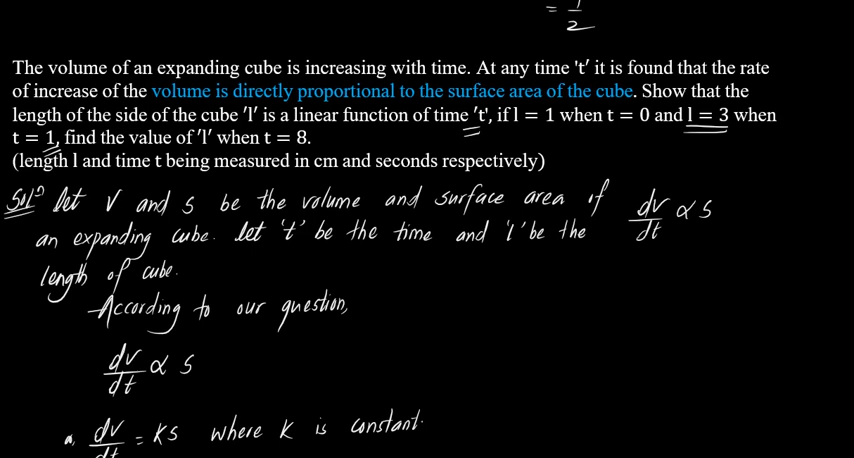 = 1/2
The volume of an expanding cube is increasing with time. At any time 't' it is found that the rate
of increase of the volume is directly proportional to the surface area of the cube. Show that the
length of the side of the cube 'l' is a linear function of time 't', if l = 1 when t = 0 and l = 3 when
t = 1, find the value of 'l' when t = 8.
(length l and time t being measured in cm and seconds respectively)
Solⁿ let V and s be the volume and surface area of
an expanding cube. let 't' be the time and 'l' be the
length of cube.
dv/dt ∝ s
According to our question,
dv/dt ∝ s
a, dv/dt = ks where k is constant.